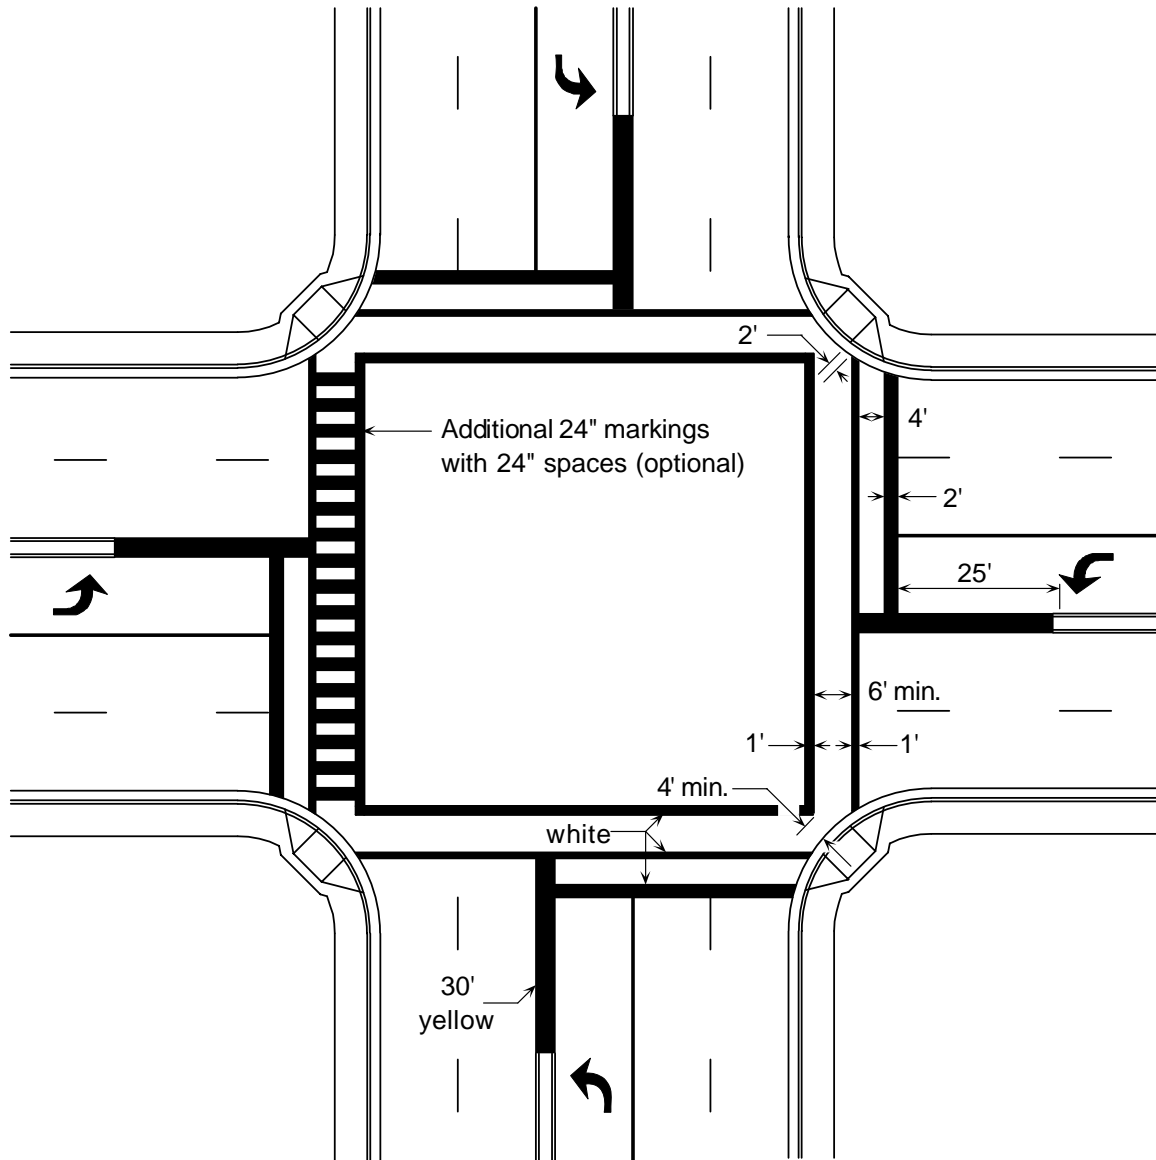 2'
4'
Additional 24" markings
with 24" spaces (optional)
2'
25'
6' min.
1'
1'
4' min.
white
30'
yellow